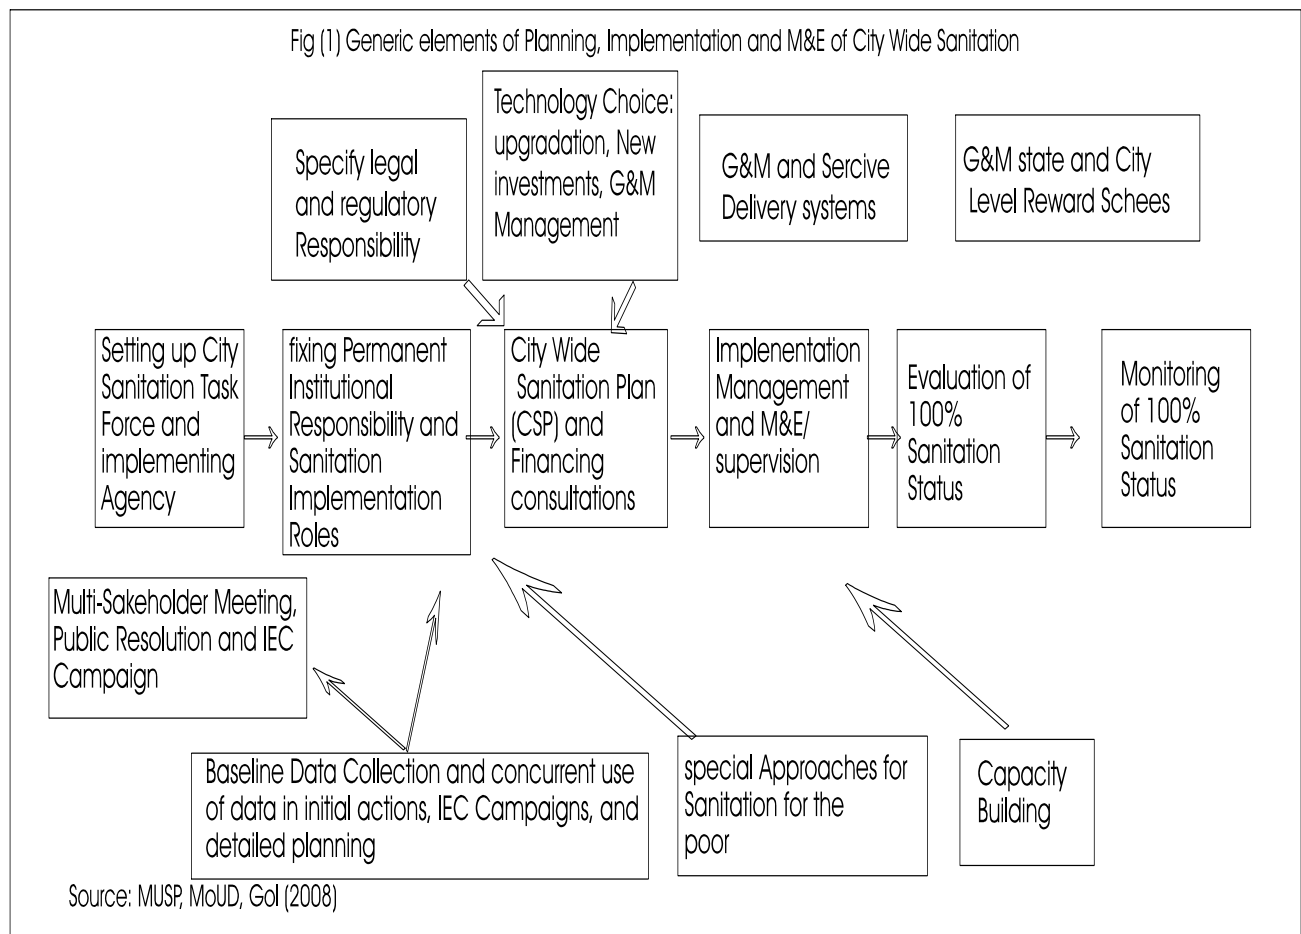 Fig (1) Generic elements of Planning, Implementation and M&E of City Wide Sanitation
Specify legal
and regulatory
Responsibility
Technology Choice:
upgradation, New
investments, G&M
Management
G&M and Sercive
Delivery systems
G&M state and City
Level Reward Schees
Setting up City
Sanitation Task
Force and
implementing
Agency
fixing Permanent
Institutional
Responsibility and
Sanitation
Implementation
Roles
City Wide
Sanitation Plan
(CSP) and
Financing
consultations
Implenentation
Management
and M&E/
supervision
Evaluation of
100%
Sanitation
Status
Monitoring
of 100%
Sanitation
Status
Multi-Sakeholder Meeting,
Public Resolution and IEC
Campaign
Baseline Data Collection and concurrent use
of data in initial actions, IEC Campaigns, and
detailed planning
special Approaches for
Sanitation for the
poor
Capacity
Building
Source: MUSP, MoUD, GoI (2008)